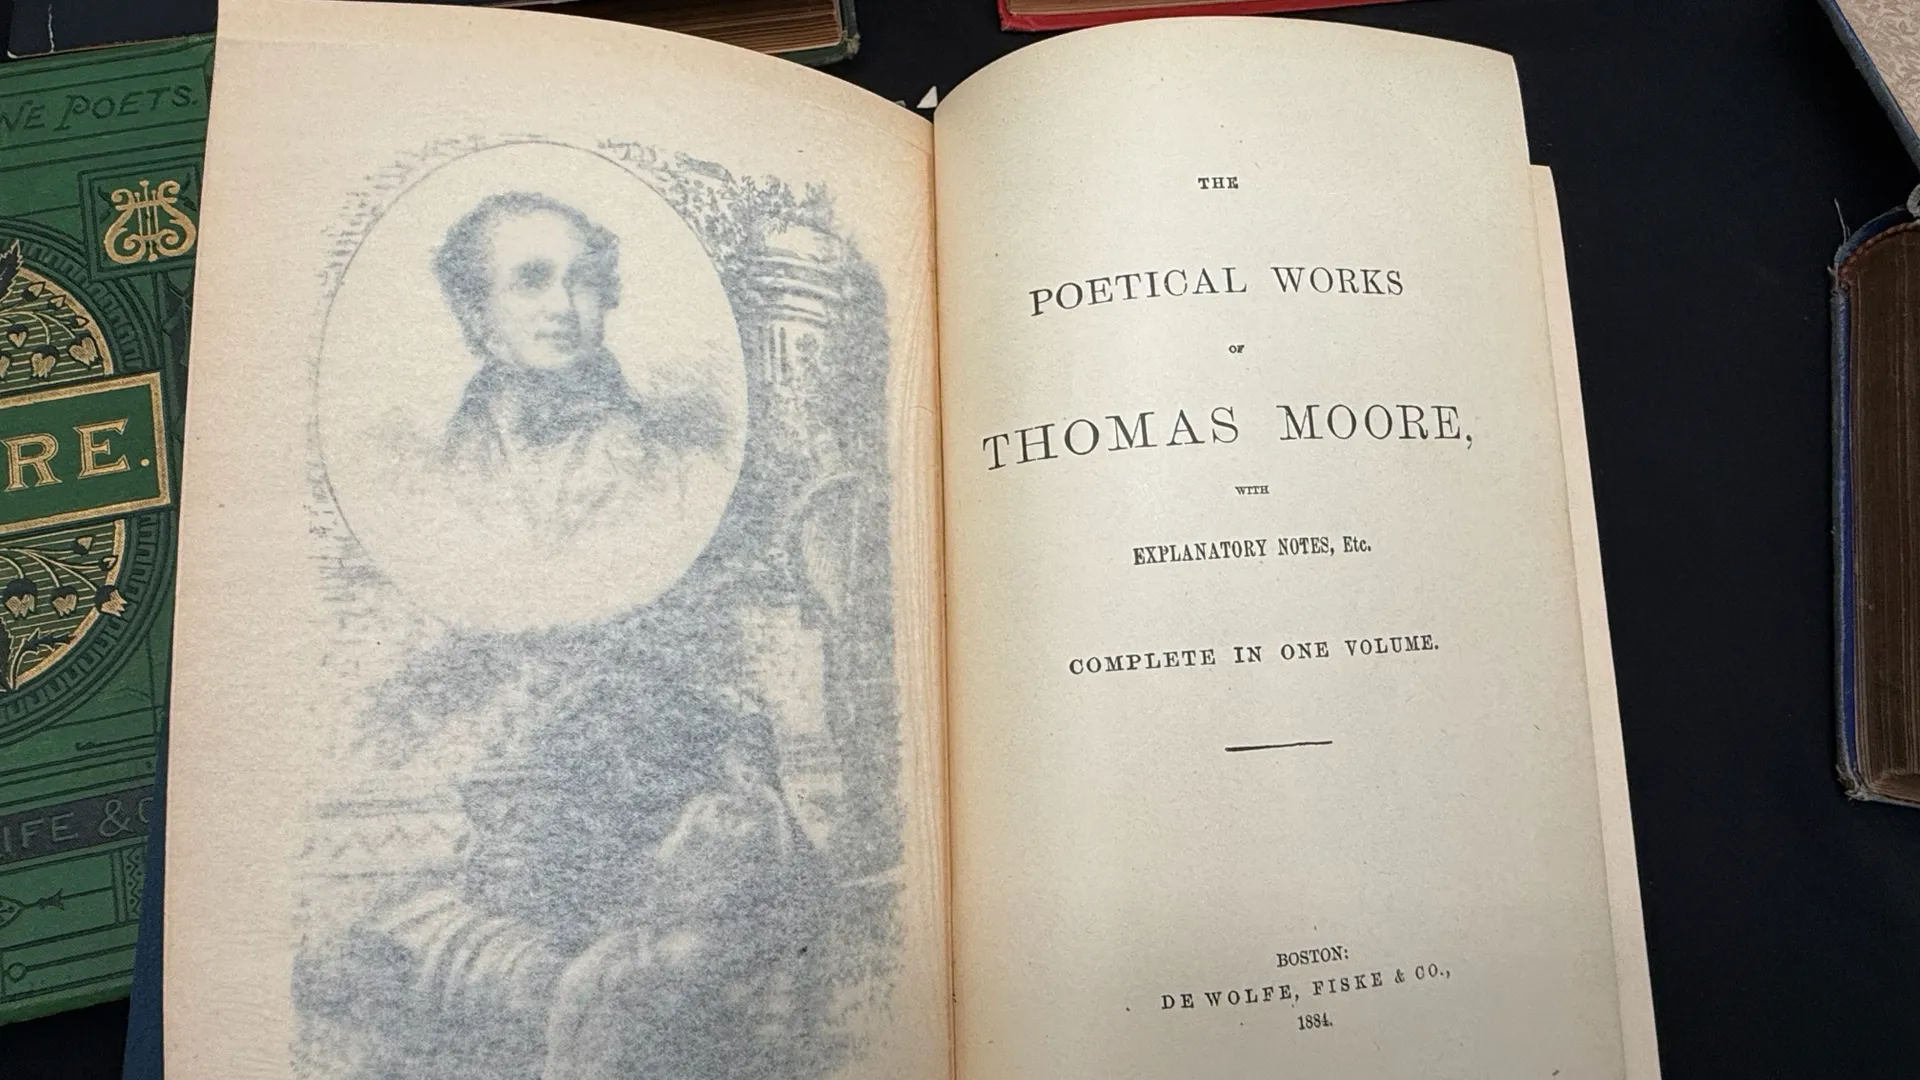 NE POETS.
RE.
IFE &
THE
POETICAL WORKS
OF
THOMAS MOORE,
WITH
EXPLANATORY NOTES, Etc.
COMPLETE IN ONE VOLUME.
BOSTON:
DE WOLFE, FISKE & CO.,
1884.